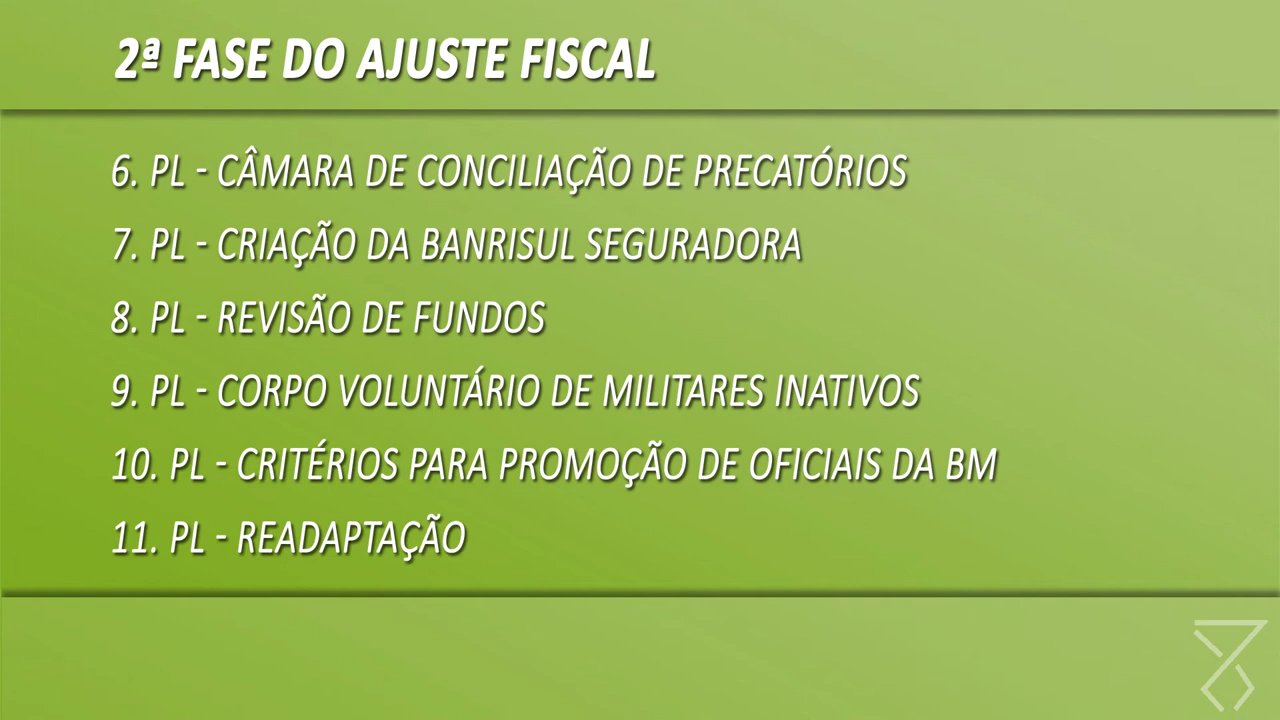 2ª FASE DO AJUSTE FISCAL
6. PL - CÂMARA DE CONCILIAÇÃO DE PRECATÓRIOS
7. PL - CRIAÇÃO DA BANRISUL SEGURADORA
8. PL - REVISÃO DE FUNDOS
9. PL - CORPO VOLUNTÁRIO DE MILITARES INATIVOS
10. PL - CRITÉRIOS PARA PROMOÇÃO DE OFICIAIS DA BM
11. PL - READAPTAÇÃO